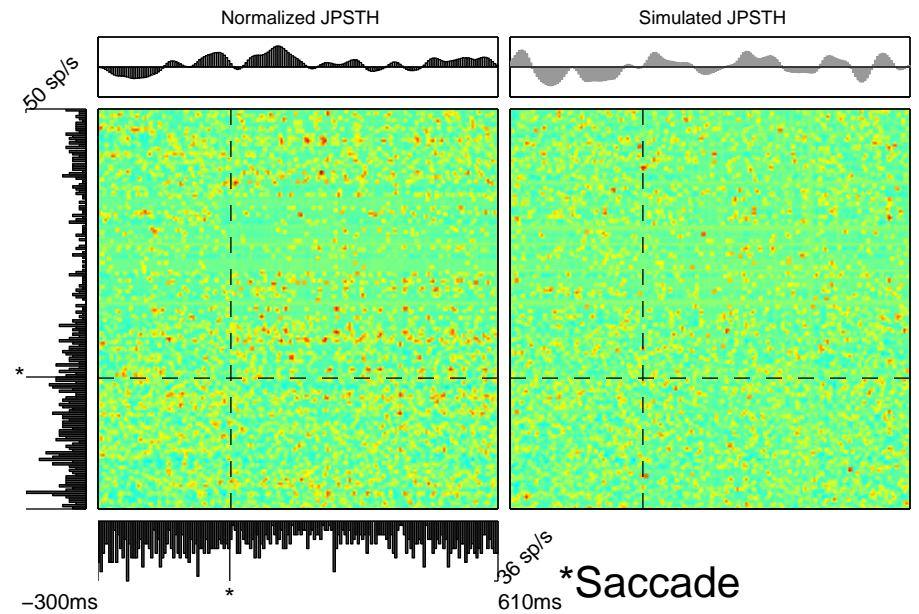 Normalized JPSTH
Simulated JPSTH
50 sp/s
*
36 sp/s
*Saccade
*
−300ms
610ms